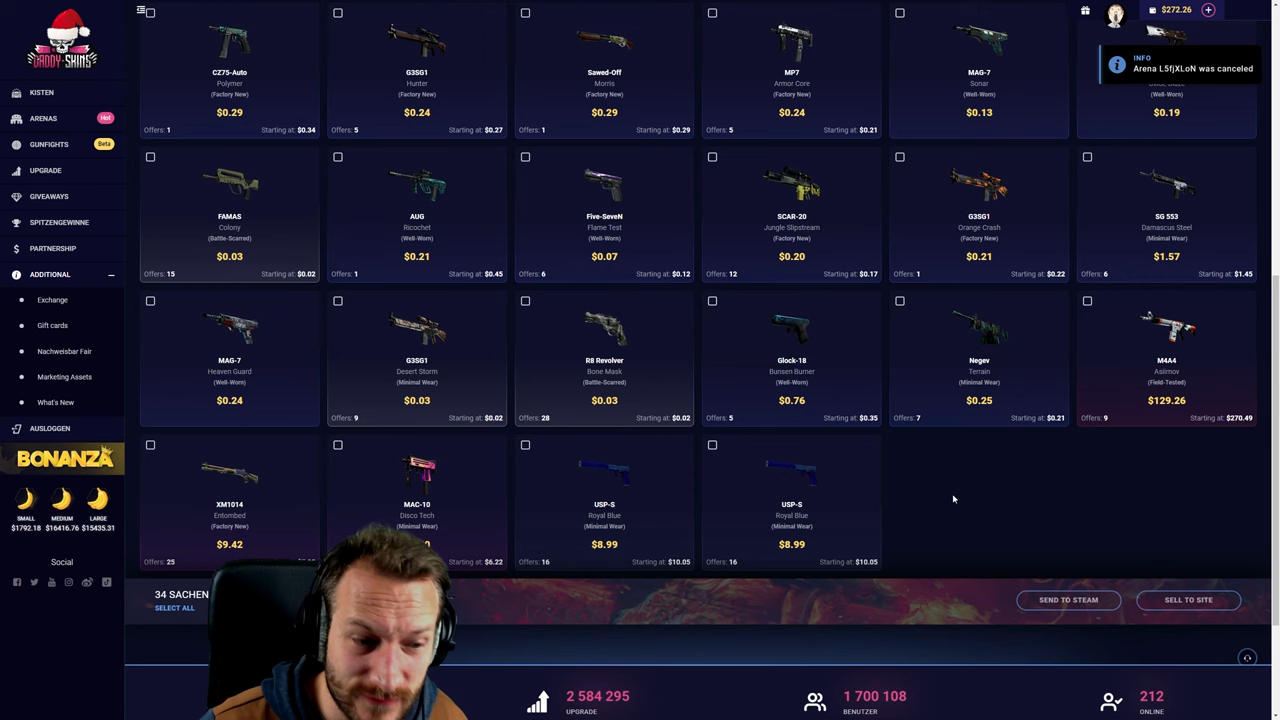 DADDY-SKINS
$272.26
INFO
Arena L5fjXLoN was canceled
KISTEN
ARENAS
Hot
GUNFIGHTS
Beta
UPGRADE
GIVEAWAYS
SPITZENGEWINNE
PARTNERSHIP
ADDITIONAL
Exchange
Gift cards
Nachweisbar Fair
Marketing Assets
What's New
AUSLOGGEN
BONANZA
SMALL MEDIUM LARGE
$1792.18 $16416.76 $15435.31
Social
CZ75-Auto
Polymer
(Factory New)
$0.29
Offers: 1 Starting at: $0.34
G3SG1
Hunter
(Factory New)
$0.24
Offers: 5 Starting at: $0.27
Sawed-Off
Morris
(Factory New)
$0.29
Offers: 1 Starting at: $0.29
MP7
Armor Core
(Factory New)
$0.24
Offers: 5 Starting at: $0.21
MAG-7
Sonar
(Well-Worn)
$0.13
(Well-Worn)
$0.19
FAMAS
Colony
(Battle-Scarred)
$0.03
Offers: 15 Starting at: $0.02
AUG
Ricochet
(Well-Worn)
$0.21
Offers: 1 Starting at: $0.45
Five-SeveN
Flame Test
(Well-Worn)
$0.07
Offers: 6 Starting at: $0.12
SCAR-20
Jungle Slipstream
(Factory New)
$0.20
Offers: 12 Starting at: $0.17
G3SG1
Orange Crash
(Factory New)
$0.21
Offers: 1 Starting at: $0.22
SG 553
Damascus Steel
(Minimal Wear)
$1.57
Offers: 6 Starting at: $1.45
MAG-7
Heaven Guard
(Well-Worn)
$0.24
G3SG1
Desert Storm
(Minimal Wear)
$0.03
Offers: 9 Starting at: $0.02
R8 Revolver
Bone Mask
(Battle-Scarred)
$0.03
Offers: 28 Starting at: $0.02
Glock-18
Bunsen Burner
(Well-Worn)
$0.76
Offers: 5 Starting at: $0.35
Negev
Terrain
(Minimal Wear)
$0.25
Offers: 7 Starting at: $0.21
M4A4
Asiimov
(Field-Tested)
$129.26
Offers: 9 Starting at: $270.49
XM1014
Entombed
(Factory New)
$9.42
Offers: 25
MAC-10
Disco Tech
(Minimal Wear)
$6.22
USP-S
Royal Blue
(Minimal Wear)
$8.99
Offers: 16 Starting at: $10.05
USP-S
Royal Blue
(Minimal Wear)
$8.99
Offers: 16 Starting at: $10.05
34 SACHEN
SELECT ALL
SEND TO STEAM
SELL TO SITE
2 584 295
UPGRADE
1 700 108
BENUTZER
212
ONLINE